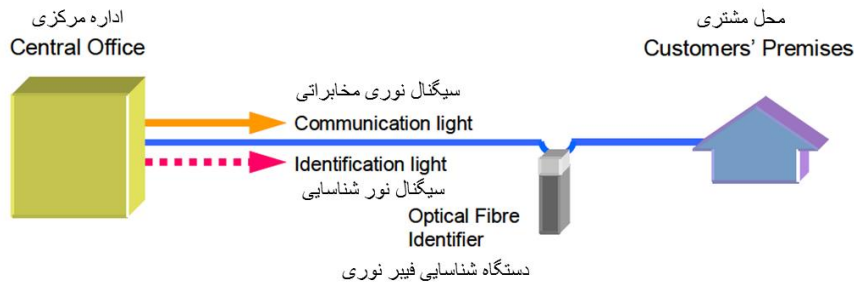 اداره مرکزی
Central Office
محل مشتری
Customers' Premises
سیگنال نوری مخابراتی
Communication light
Identification light
سیگنال نور شناسایی
Optical Fibre
Identifier
دستگاه شناسایی فیبر نوری